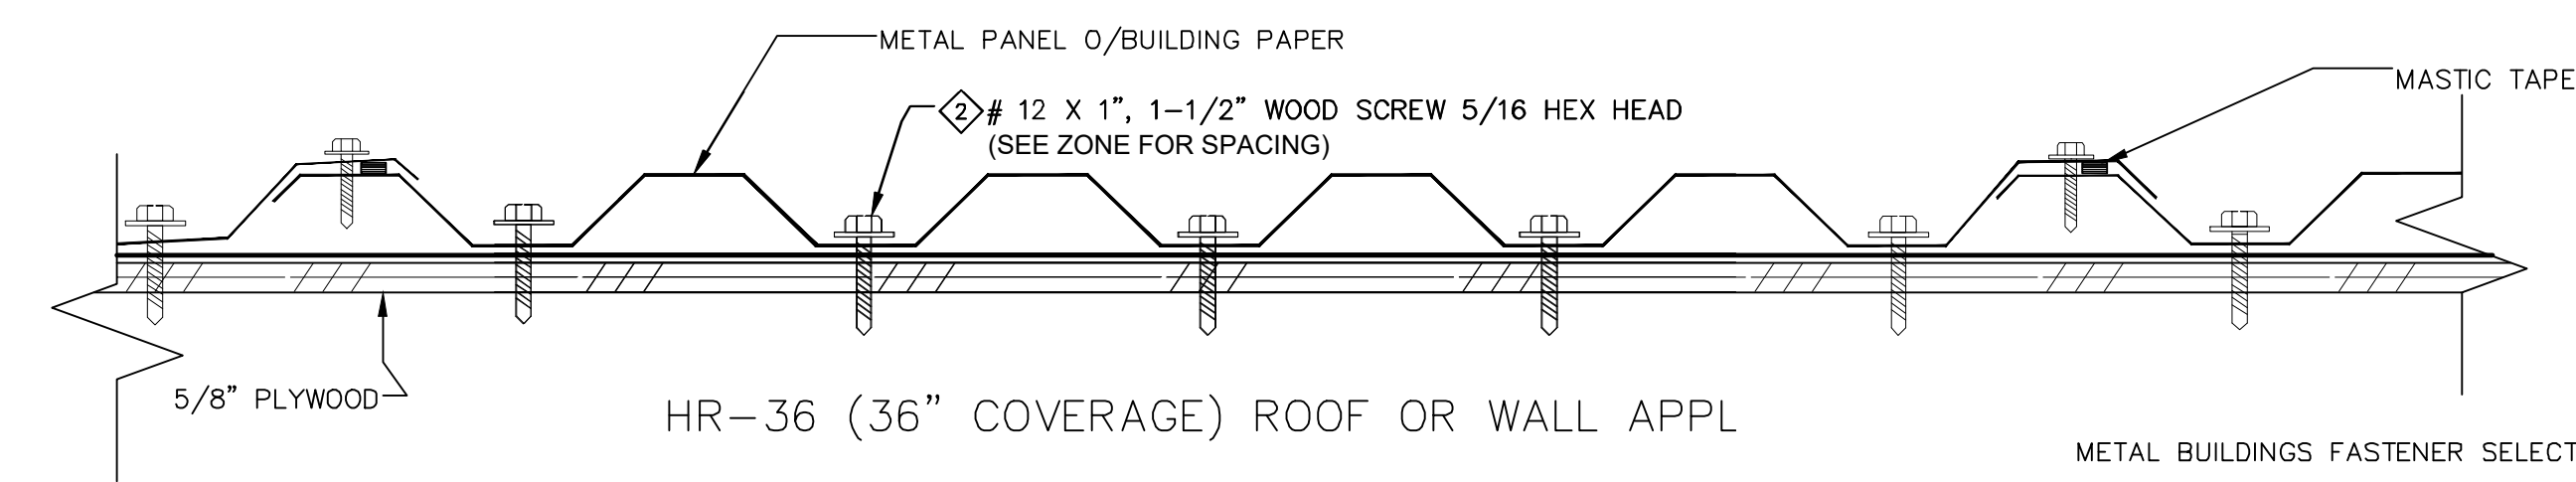 METAL PANEL O/BUILDING PAPER
MASTIC TAPE
2 # 12 X 1”, 1-1/2” WOOD SCREW 5/16 HEX HEAD
(SEE ZONE FOR SPACING)
5/8” PLYWOOD
HR-36 (36” COVERAGE) ROOF OR WALL APPL
METAL BUILDINGS FASTENER SELECT